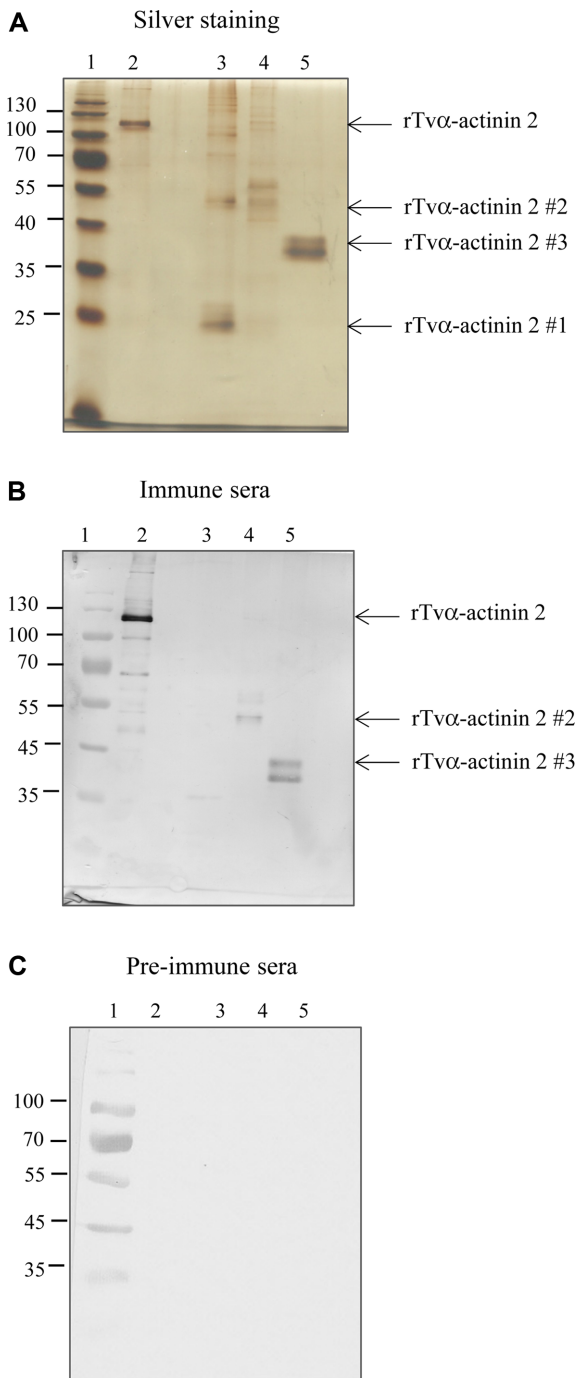 A
Silver staining
1 2 3 4 5
130
100
70
55
40
35
25
rTvα-actinin 2
rTvα-actinin 2 #2
rTvα-actinin 2 #3
rTvα-actinin 2 #1
B
Immune sera
1 2 3 4 5
130
100
70
55
45
35
rTvα-actinin 2
rTvα-actinin 2 #2
rTvα-actinin 2 #3
C
Pre-immune sera
1 2 3 4 5
100
70
55
45
35